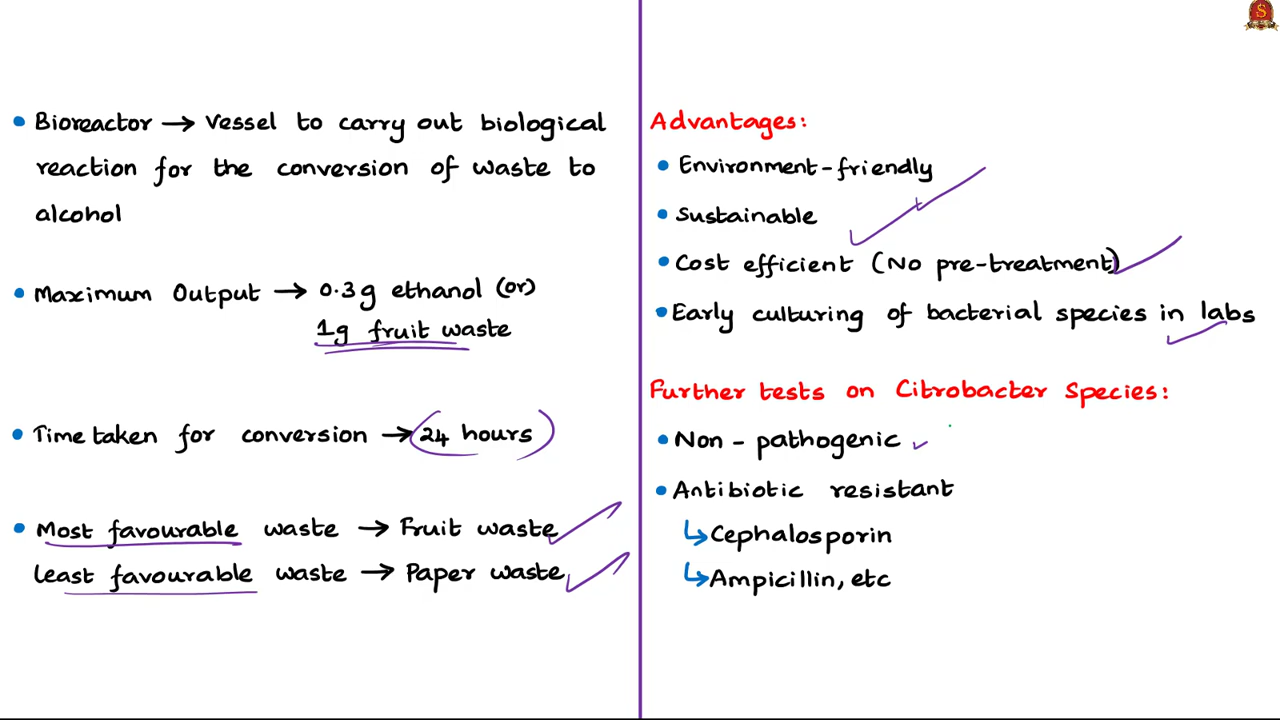 • Bioreactor → Vessel to carry out biological
reaction for the conversion of waste to
alcohol
• Maximum Output → 0.3g ethanol (or)
1g fruit waste
• Time taken for conversion → 24 hours
• Most favourable waste → Fruit waste
least favourable waste → Paper waste
Advantages:
• Environment-friendly
• Sustainable
• Cost efficient (No pre-treatment)
• Early culturing of bacterial species in labs
Further tests on Citrobacter Species:
• Non - pathogenic
• Antibiotic resistant
↳ Cephalosporin
↳ Ampicillin, etc